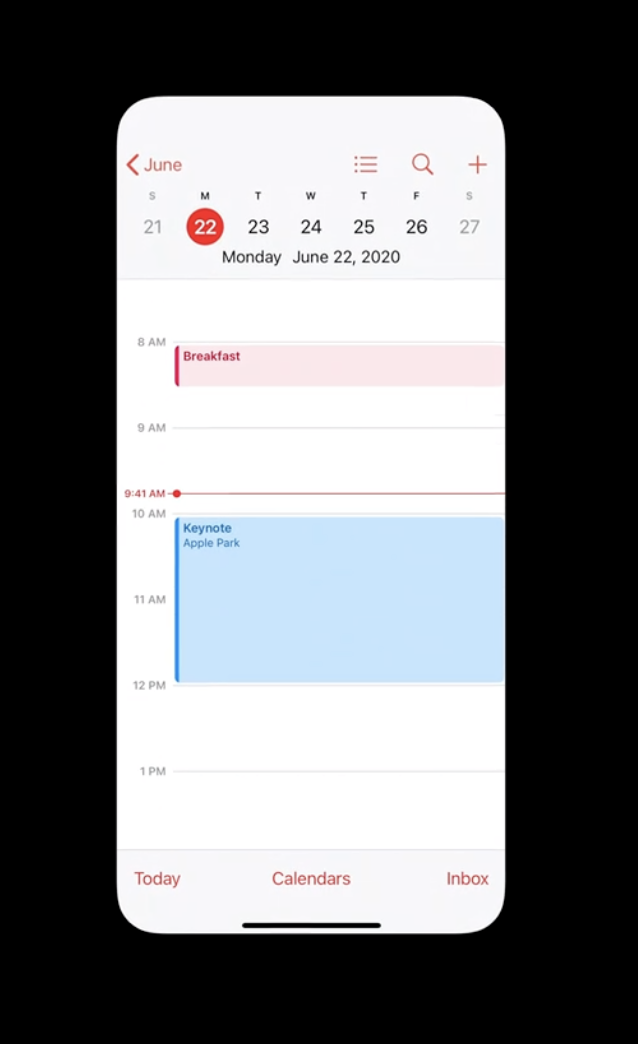 June
S M T W T F S
21 22 23 24 25 26 27
Monday June 22, 2020
8 AM
Breakfast
9 AM
9:41 AM
10 AM
Keynote
Apple Park
11 AM
12 PM
1 PM
Today Calendars Inbox